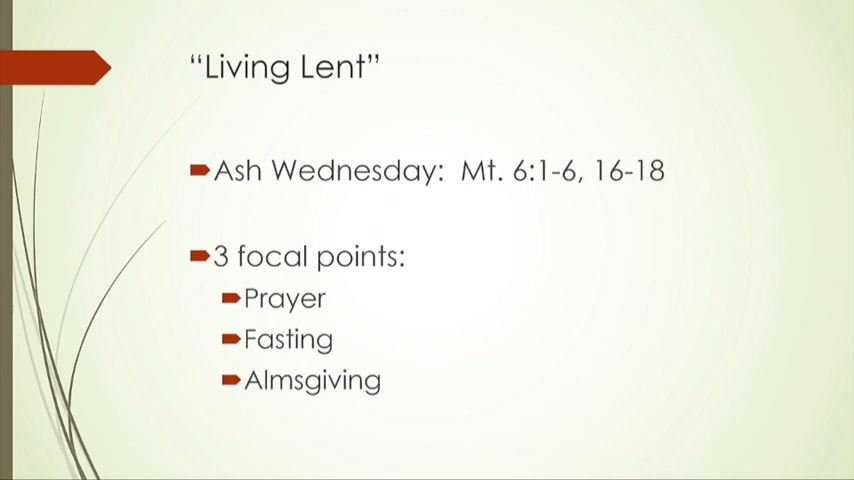 “Living Lent”
Ash Wednesday:  Mt. 6:1-6, 16-18
3 focal points:
Prayer
Fasting
Almsgiving